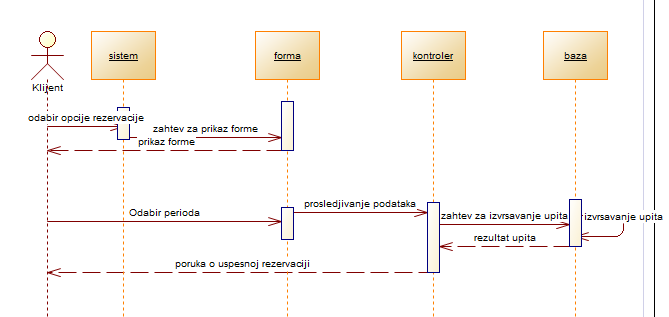 sistem
forma
kontroler
baza
Klijent
odabir opcije rezervacije
zahtev za prikaz forme
prikaz forme
prosledjivanje podataka
Odabir perioda
zahtev za izvrsavanje upita
izvrsavanje upita
rezultat upita
poruka o uspesnoj rezervaciji